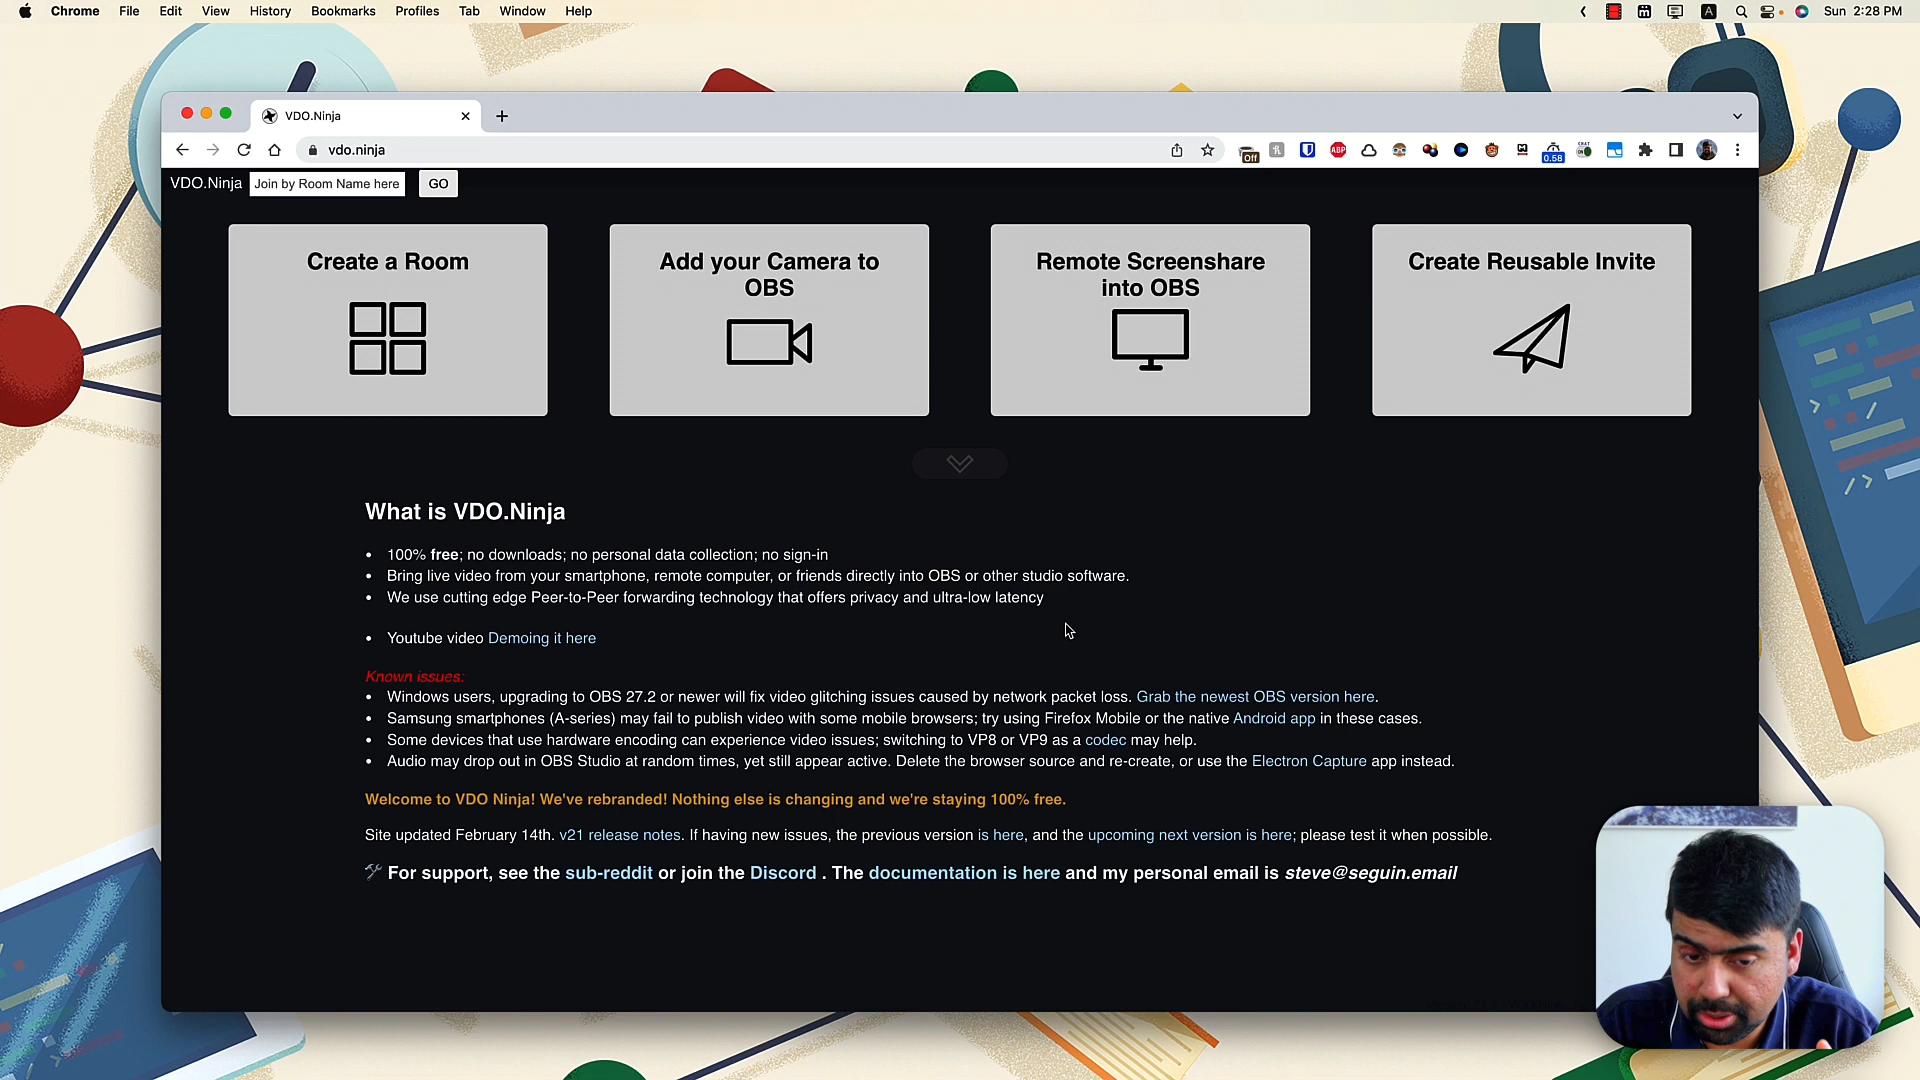 Chrome File Edit View History Bookmarks Profiles Tab Window Help
A
Sun 2:28 PM
VDO.Ninja
vdo.ninja
Off
ABP
0.58
VDO.Ninja Join by Room Name here GO
Create a Room
Add your Camera to
OBS
Remote Screenshare
into OBS
Create Reusable Invite
What is VDO.Ninja
• 100% free; no downloads; no personal data collection; no sign-in
• Bring live video from your smartphone, remote computer, or friends directly into OBS or other studio software.
• We use cutting edge Peer-to-Peer forwarding technology that offers privacy and ultra-low latency
• Youtube video Demoing it here
Known issues:
• Windows users, upgrading to OBS 27.2 or newer will fix video glitching issues caused by network packet loss. Grab the newest OBS version here.
• Samsung smartphones (A-series) may fail to publish video with some mobile browsers; try using Firefox Mobile or the native Android app in these cases.
• Some devices that use hardware encoding can experience video issues; switching to VP8 or VP9 as a codec may help.
• Audio may drop out in OBS Studio at random times, yet still appear active. Delete the browser source and re-create, or use the Electron Capture app instead.
Welcome to VDO Ninja! We've rebranded! Nothing else is changing and we're staying 100% free.
Site updated February 14th. v21 release notes. If having new issues, the previous version is here, and the upcoming next version is here; please test it when possible.
For support, see the sub-reddit or join the Discord . The documentation is here and my personal email is steve@seguin.email